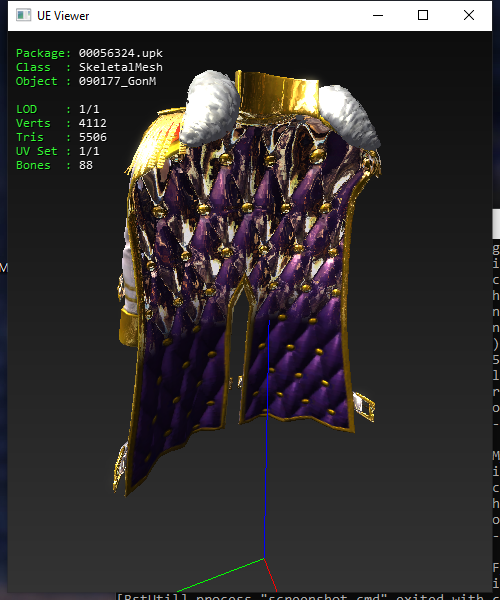 UE Viewer
Package: 00056324.upk
Class  : SkeletalMesh
Object : 090177_GonM
LOD    : 1/1
Verts  : 4112
Tris   : 5506
UV Set : 1/1
Bones  : 88
[BstUtil] process "screenshot.cmd" exited with c